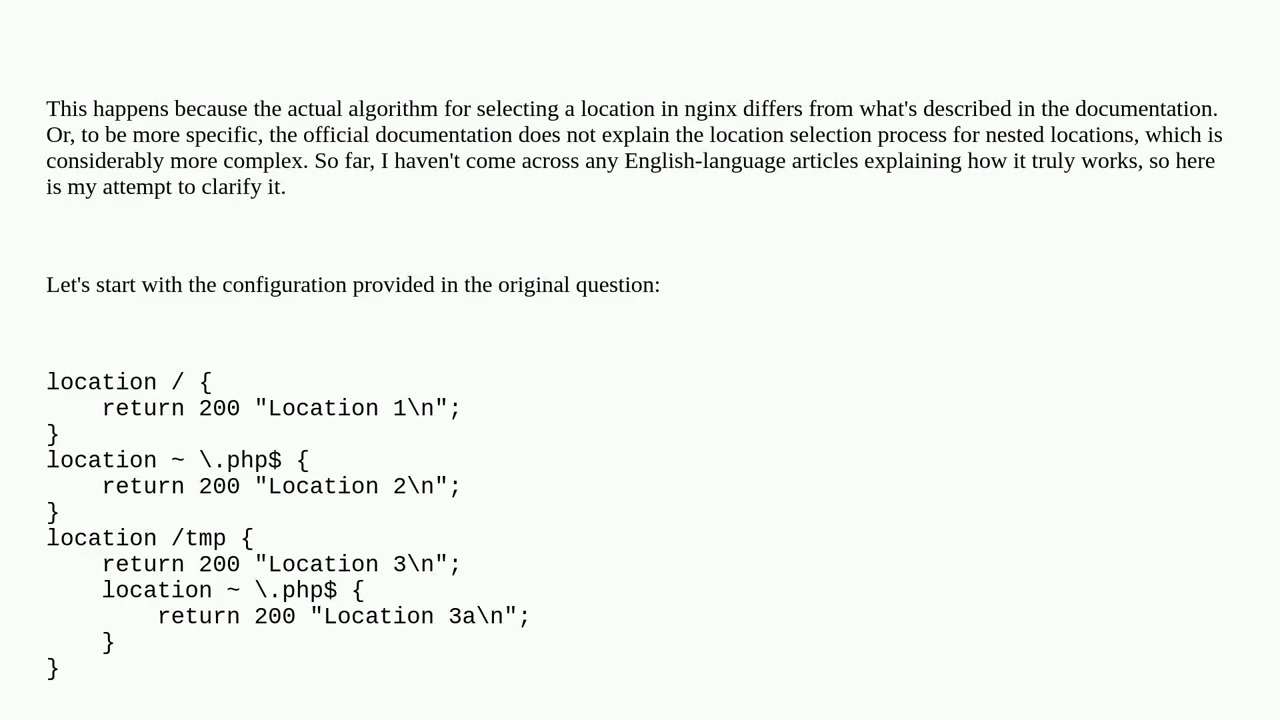 This happens because the actual algorithm for selecting a location in nginx differs from what's described in the documentation.
Or, to be more specific, the official documentation does not explain the location selection process for nested locations, which is
considerably more complex. So far, I haven't come across any English-language articles explaining how it truly works, so here
is my attempt to clarify it.
Let's start with the configuration provided in the original question:
location / {
    return 200 "Location 1\n";
}
location ~ \.php$ {
    return 200 "Location 2\n";
}
location /tmp {
    return 200 "Location 3\n";
    location ~ \.php$ {
        return 200 "Location 3a\n";
    }
}